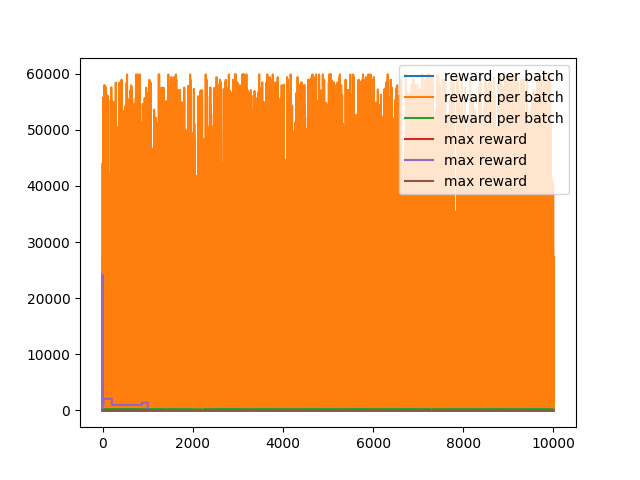 60000
50000
40000
30000
20000
10000
0
reward per batch
reward per batch
reward per batch
max reward
max reward
max reward
0 2000 4000 6000 8000 10000